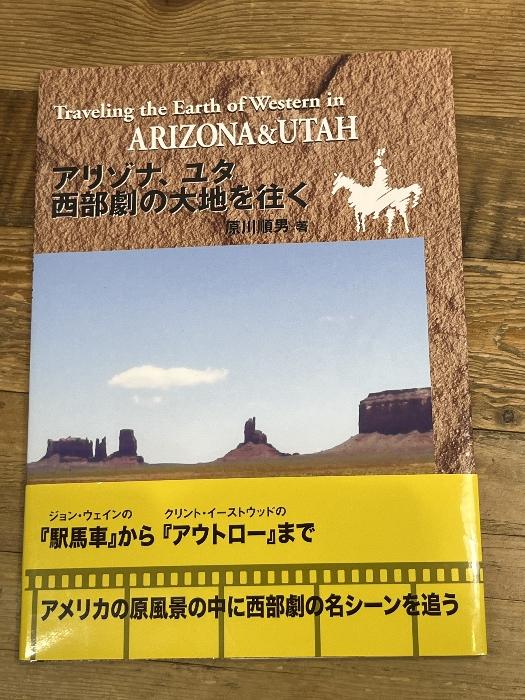 Traveling the Earth of Western in
ARIZONA&UTAH
アリゾナ、ユタ
西部劇の大地を往く
原川順男 著
ジョン・ウェインの クリント・イーストウッドの
『駅馬車』から『アウトロー』まで
アメリカの原風景の中に西部劇の名シーンを追う